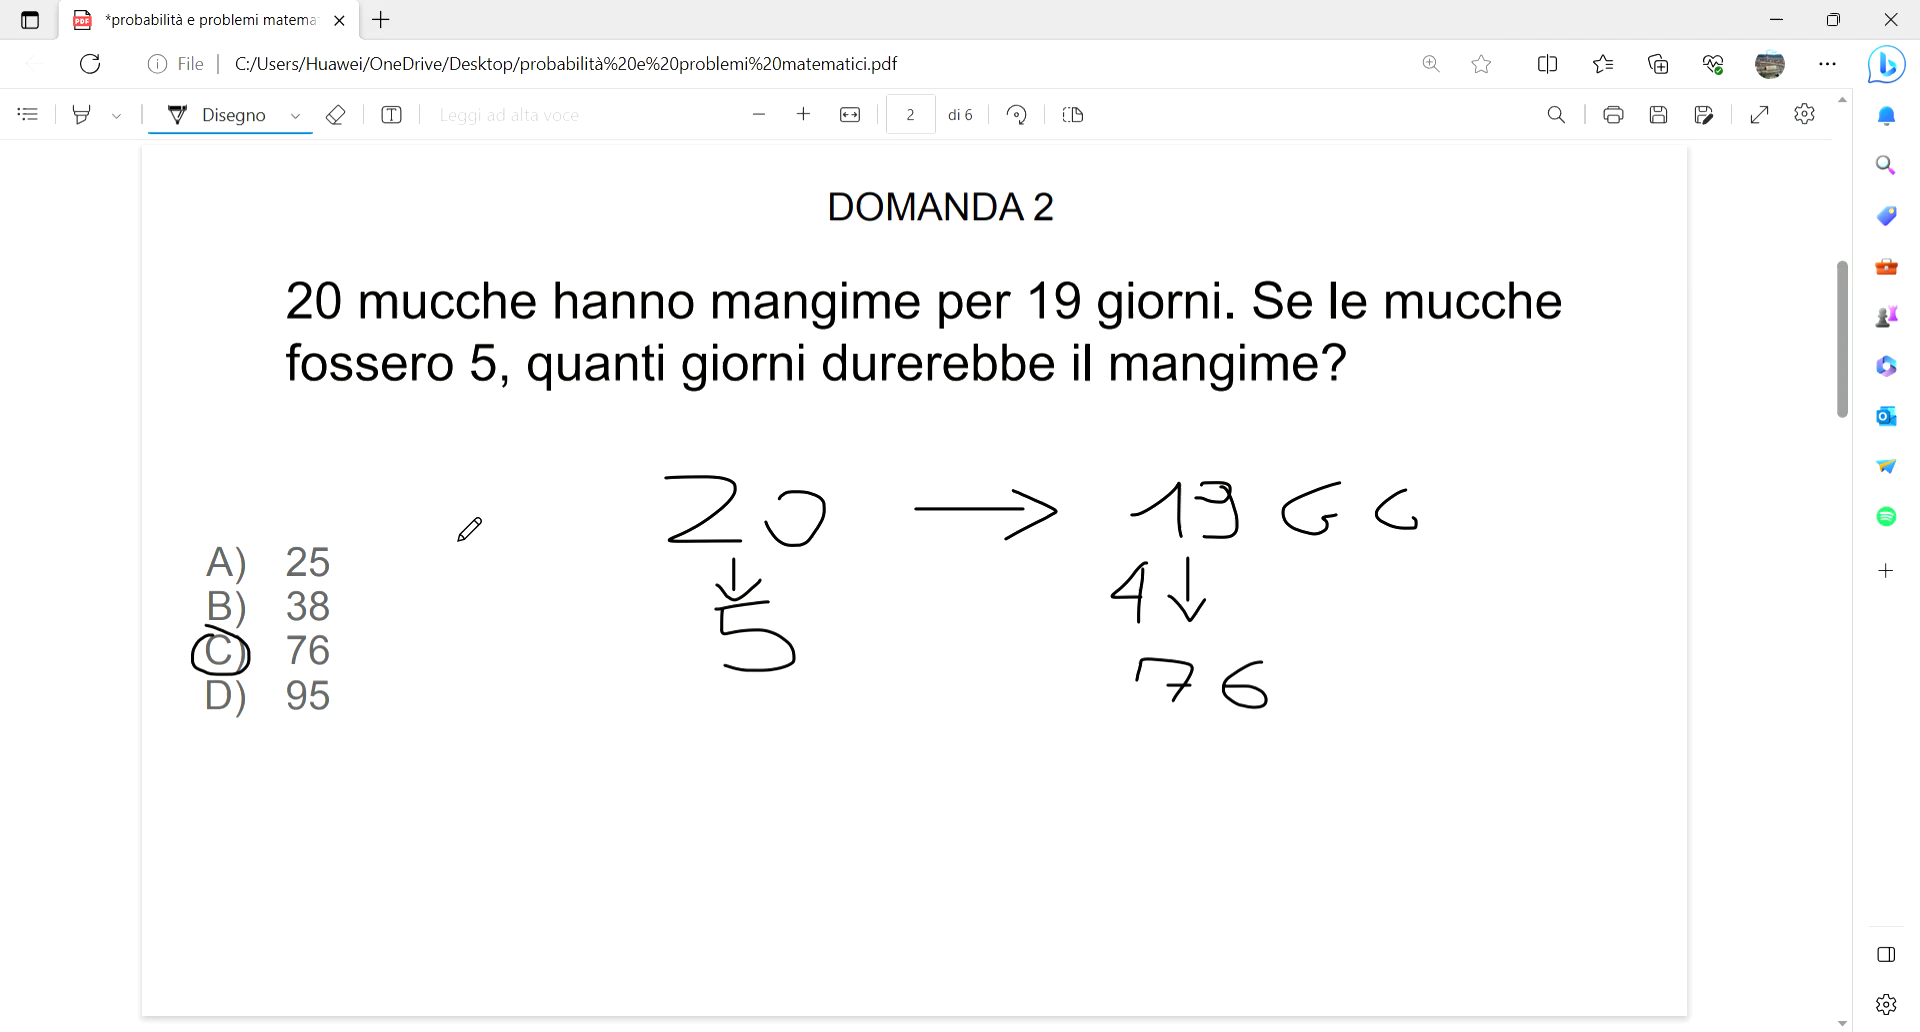 *probabilità e problemi matema
File
C:/Users/Huawei/OneDrive/Desktop/probabilità%20e%20problemi%20matematici.pdf
Disegno
Leggi ad alta voce
2 di 6
DOMANDA 2
20 mucche hanno mangime per 19 giorni. Se le mucche
fossero 5, quanti giorni durerebbe il mangime?
20 → 19 GG
↓ 4 ↓
5 76
A) 25
B) 38
C) 76
D) 95